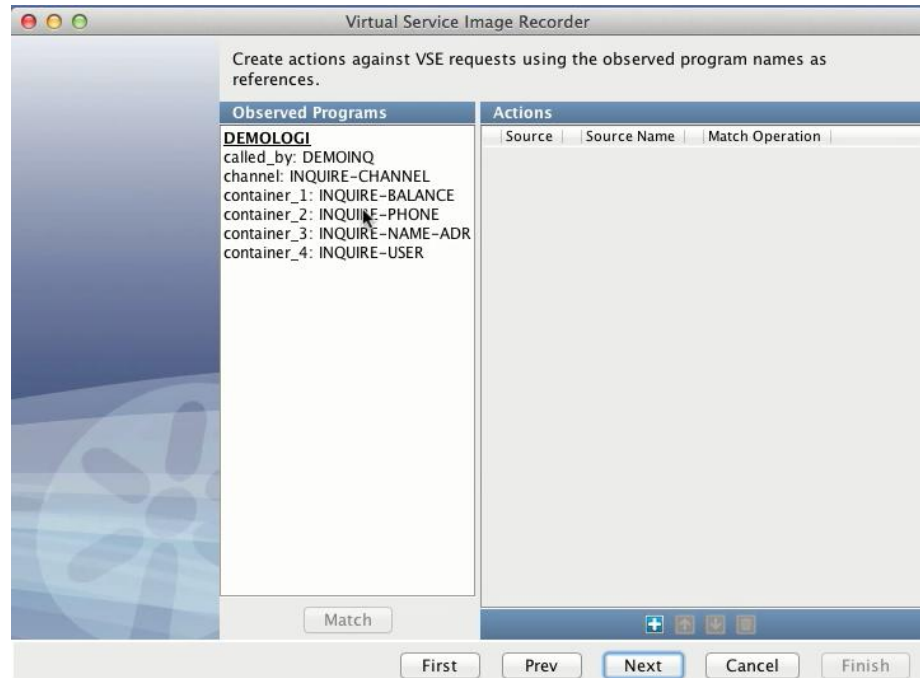 Virtual Service Image Recorder
Create actions against VSE requests using the observed program names as
references.
Observed Programs
DEMOLOGI
called_by: DEMOINQ
channel: INQUIRE-CHANNEL
container_1: INQUIRE-BALANCE
container_2: INQUIRE-PHONE
container_3: INQUIRE-NAME-ADR
container_4: INQUIRE-USER
Match
Actions
Source Source Name Match Operation
First Prev Next Cancel Finish